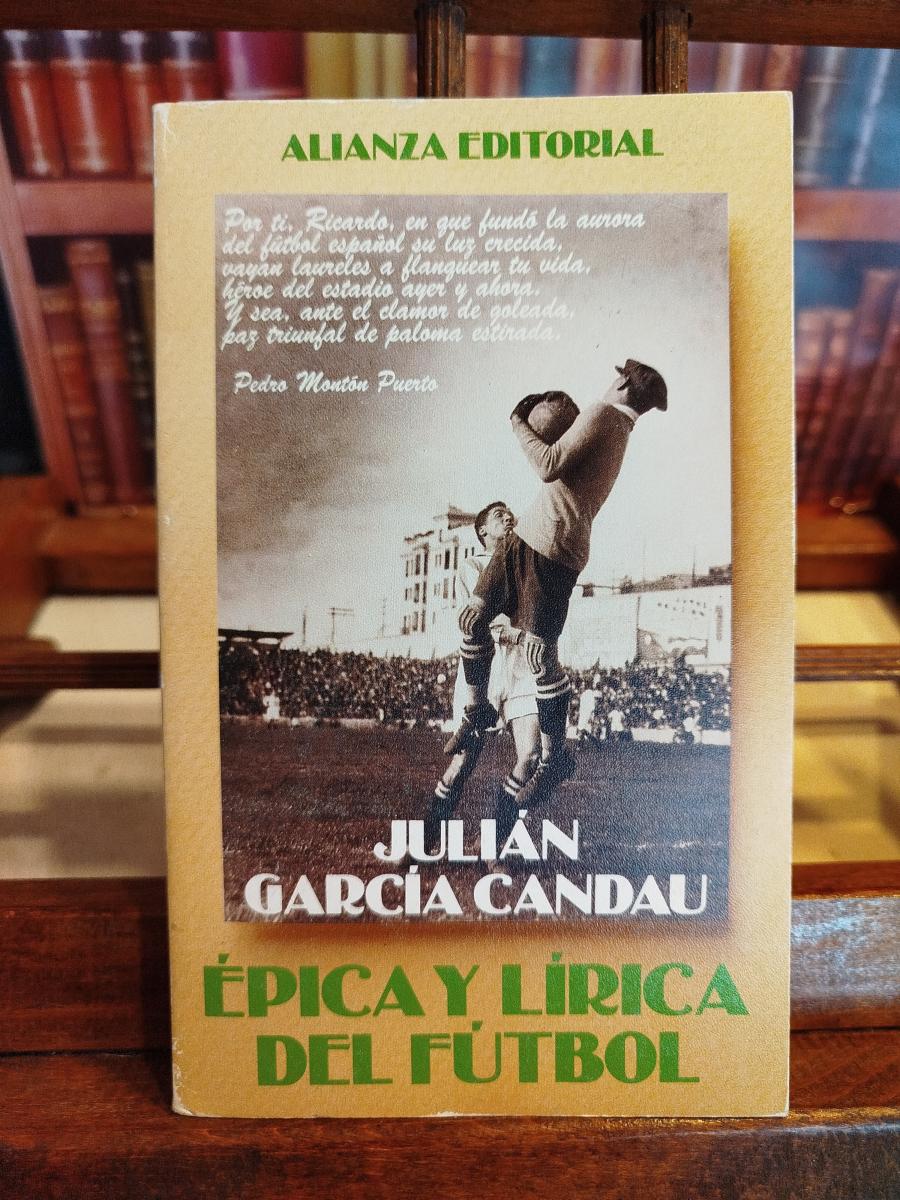 ALIANZA EDITORIAL
Por ti, Ricardo, en que fundó la aurora
del fútbol español su luz crecida,
vayan laureles a flanquear tu vida,
héroe del estadio ayer y ahora.
Y sea, ante el clamor de goleada,
paz triunfal de paloma estirada.
Pedro Montón Puerto
JULIÁN
GARCÍA CANDAU
ÉPICA Y LÍRICA
DEL FÚTBOL